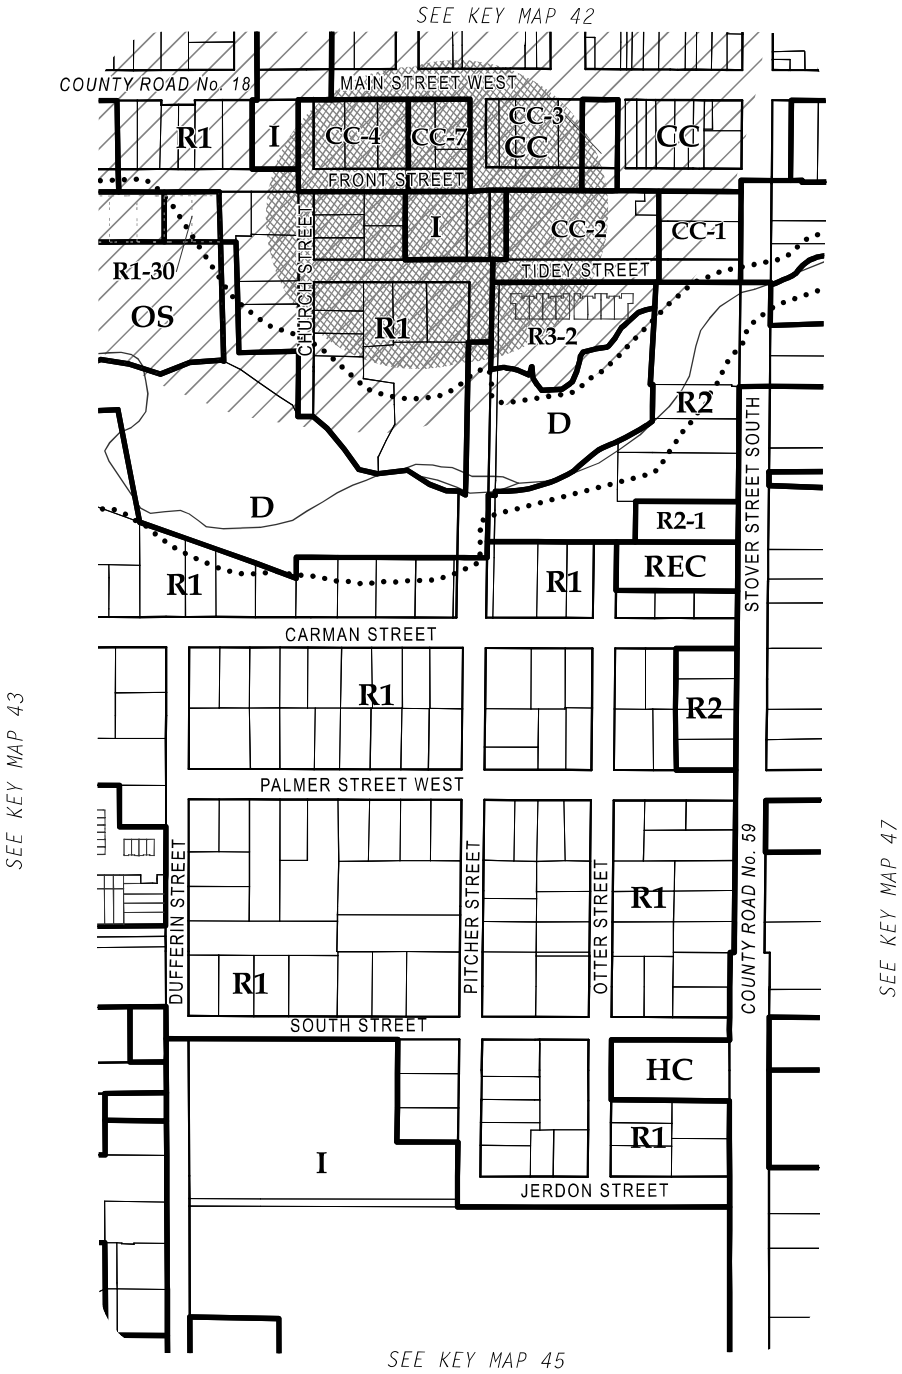 SEE KEY MAP 42
COUNTY ROAD No. 18
MAIN STREET WEST
R1
I
CC-4
CC-7
CC-3
CC
CC
FRONT STREET
I
CC-2
CC-1
R1-30
OS
CHURCH STREET
R1
TIDEY STREET
R3-2
D
R2
STOVER STREET SOUTH
D
R2-1
R1
R1
REC
CARMAN STREET
SEE KEY MAP 43
R1
R2
PALMER STREET WEST
DUFFERIN STREET
PITCHER STREET
OTTER STREET
COUNTY ROAD No. 59
SEE KEY MAP 47
R1
R1
SOUTH STREET
HC
R1
I
JERDON STREET
SEE KEY MAP 45